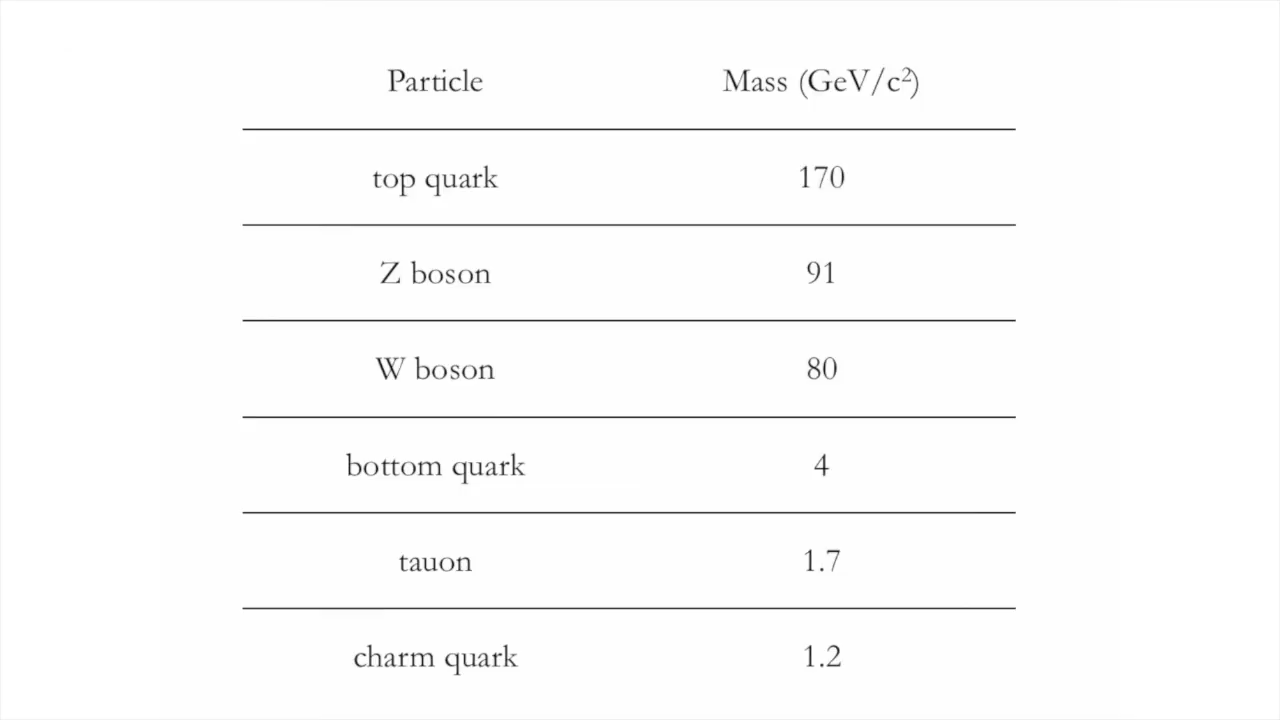 Particle Mass (GeV/c²)
top quark 170
Z boson 91
W boson 80
bottom quark 4
tauon 1.7
charm quark 1.2